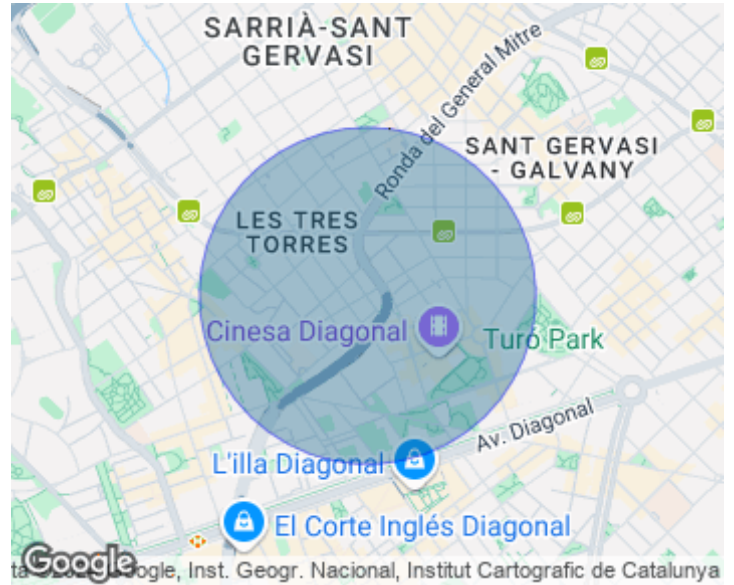 SARRIÀ-SANT
GERVASI
Ronda del General Mitre
SANT GERVASI
- GALVANY
LES TRES
TORRES
Cinesa Diagonal
Turó Park
Av. Diagonal
L'illa Diagonal
El Corte Inglés Diagonal
Google
Google, Inst. Geogr. Nacional, Institut Cartografic de Catalunya